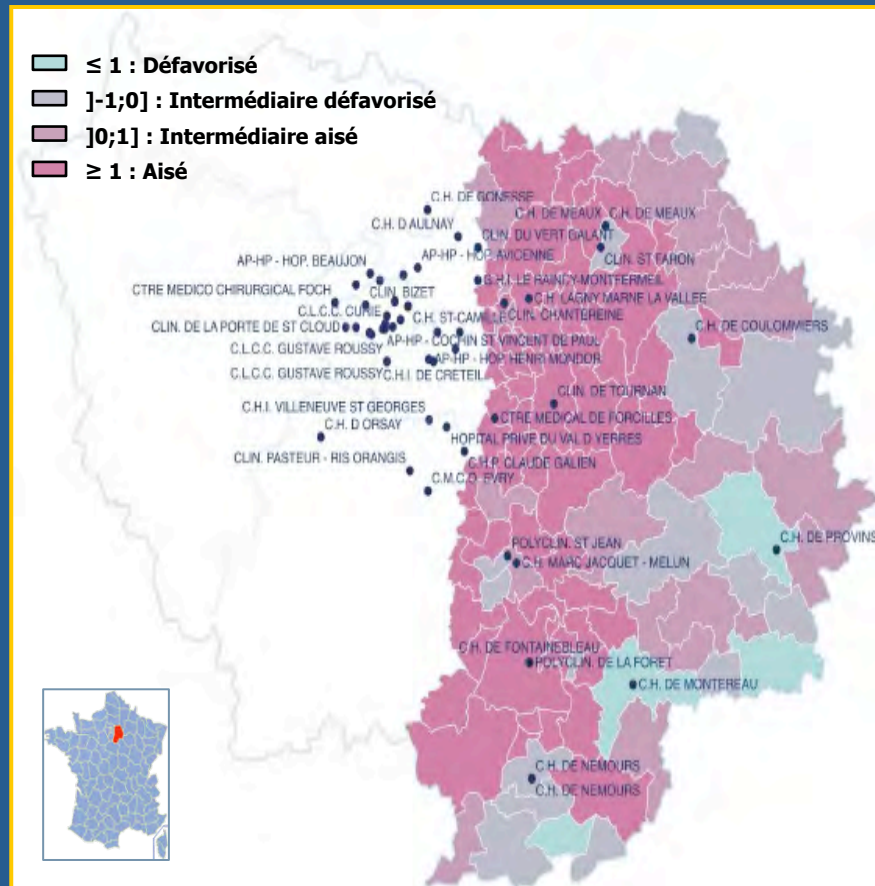 ≤ 1 : Défavorisé
]-1;0] : Intermédiaire défavorisé
]0;1] : Intermédiaire aisé
≥ 1 : Aisé
C.H. DE GONESSE
C.H. DE MEAUX
C.H. DE MEAUX
C.H. D AULNAY
CLIN. DU VERT GALANT
AP-HP - HOP. AVICENNE
CLIN. ST FARON
AP-HP - HOP. BEAUJON
G.H.I. LE RAINCY-MONTFERMEIL
CTRE MEDICO CHIRURGICAL FOCH
CLIN. BIZET
C.H. LAGNY MARNE LA VALLEE
C.L.C.C. CURIE
C.H. ST-CAMILLE
CLIN. CHANTEREINE
CLIN. DE LA PORTE DE ST CLOUD
C.H. DE COULOMMIERS
AP-HP - COCHIN ST VINCENT DE PAUL
C.L.C.C. GUSTAVE ROUSSY
AP-HP - HOP. HENRI MONDOR
C.L.C.C. GUSTAVE ROUSSY
C.H.I. DE CRETEIL
CLIN. DE TOURNAN
C.H.I. VILLENEUVE ST GEORGES
CTRE MEDICAL DE FORCILLES
C.H. D ORSAY
HOPITAL PRIVE DU VAL D YERRES
CLIN. PASTEUR - RIS ORANGIS
C.H.P. CLAUDE GALIEN
C.M.C.O. EVRY
POLYCLIN. ST JEAN
C.H. DE PROVINS
C.H. MARC JACQUET - MELUN
C.H. DE FONTAINEBLEAU
POLYCLIN. DE LA FORET
C.H. DE MONTEREAU
C.H. DE NEMOURS
C.H. DE NEMOURS